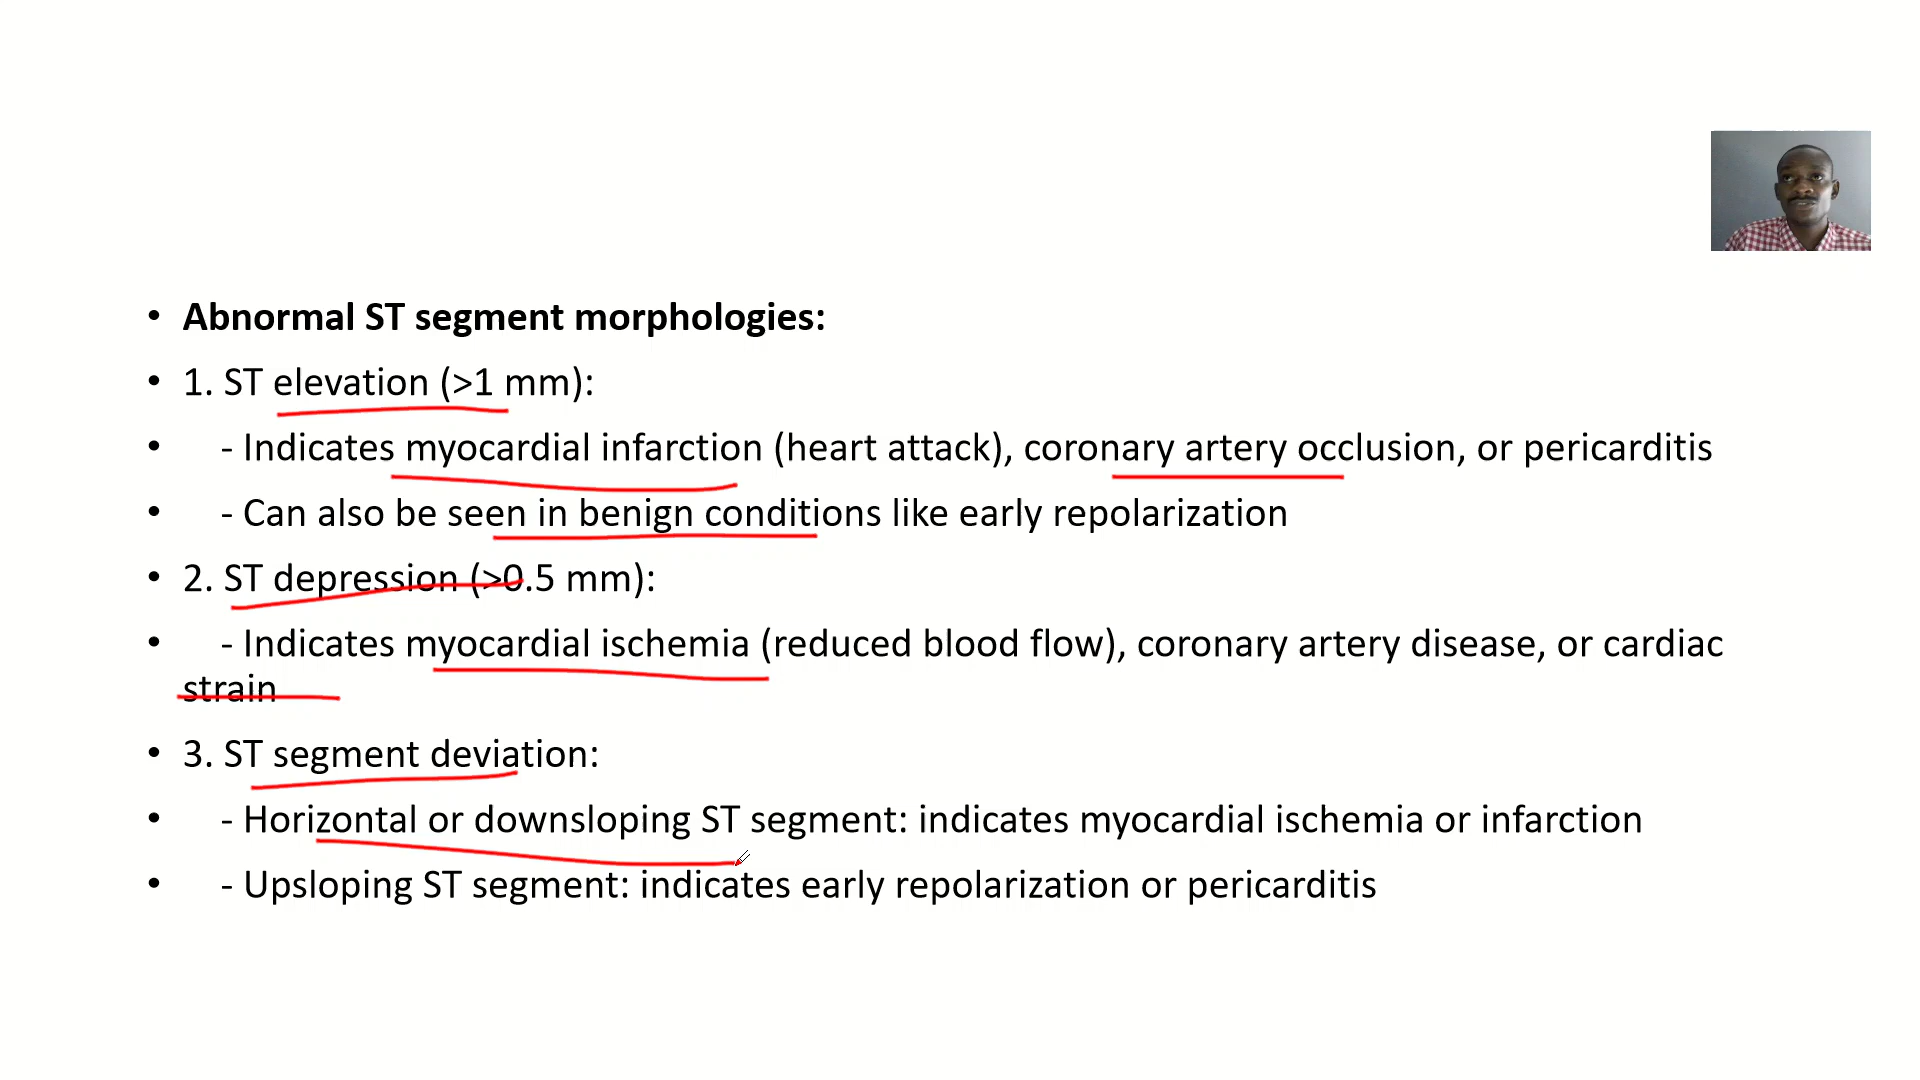 • Abnormal ST segment morphologies:
• 1. ST elevation (>1 mm):
• - Indicates myocardial infarction (heart attack), coronary artery occlusion, or pericarditis
• - Can also be seen in benign conditions like early repolarization
• 2. ST depression (>0.5 mm):
• - Indicates myocardial ischemia (reduced blood flow), coronary artery disease, or cardiac
strain
• 3. ST segment deviation:
• - Horizontal or downsloping ST segment: indicates myocardial ischemia or infarction
• - Upsloping ST segment: indicates early repolarization or pericarditis